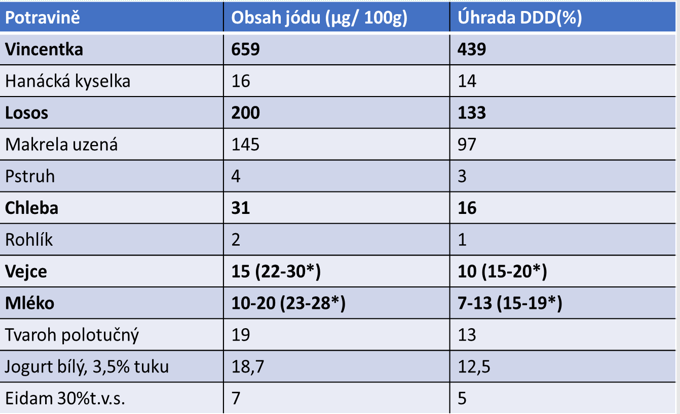 Potravině Obsah jódu (µg/ 100g) Úhrada DDD(%)
Vincentka 659 439
Hanácká kyselka 16 14
Losos 200 133
Makrela uzená 145 97
Pstruh 4 3
Chleba 31 16
Rohlík 2 1
Vejce 15 (22-30*) 10 (15-20*)
Mléko 10-20 (23-28*) 7-13 (15-19*)
Tvaroh polotučný 19 13
Jogurt bílý, 3,5% tuku 18,7 12,5
Eidam 30%t.v.s. 7 5